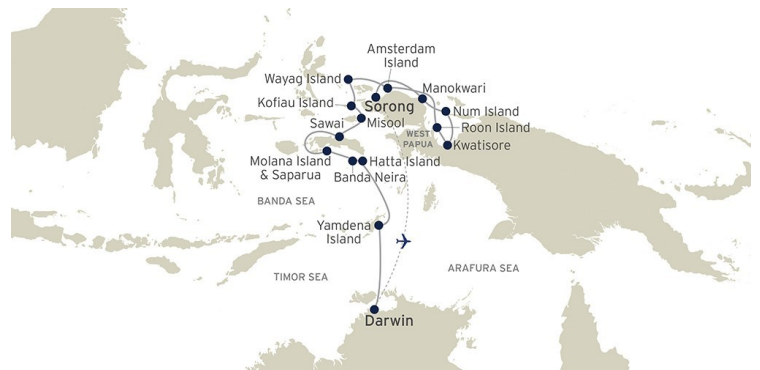 Amsterdam
Island
Wayag Island
Manokwari
Kofiau Island
Sorong
Num Island
Sawai
Misool
WEST
PAPUA
Roon Island
Kwatisore
Molana Island
& Saparua
Hatta Island
Banda Neira
BANDA SEA
Yamdena
Island
TIMOR SEA
ARAFURA SEA
Darwin